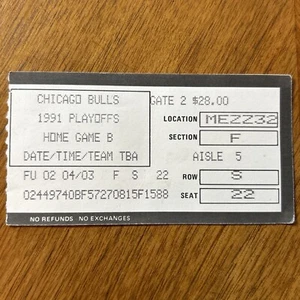 CHICAGO BULLS
1991 PLAYOFFS
HOME GAME B
DATE/TIME/TEAM TBA
GATE 2 $28.00
LOCATION MEZZ32
SECTION F
AISLE 5
FU 02 04/03 F S 22
ROW S
02449740BF57270815F1588
SEAT 22
NO REFUNDS NO EXCHANGES